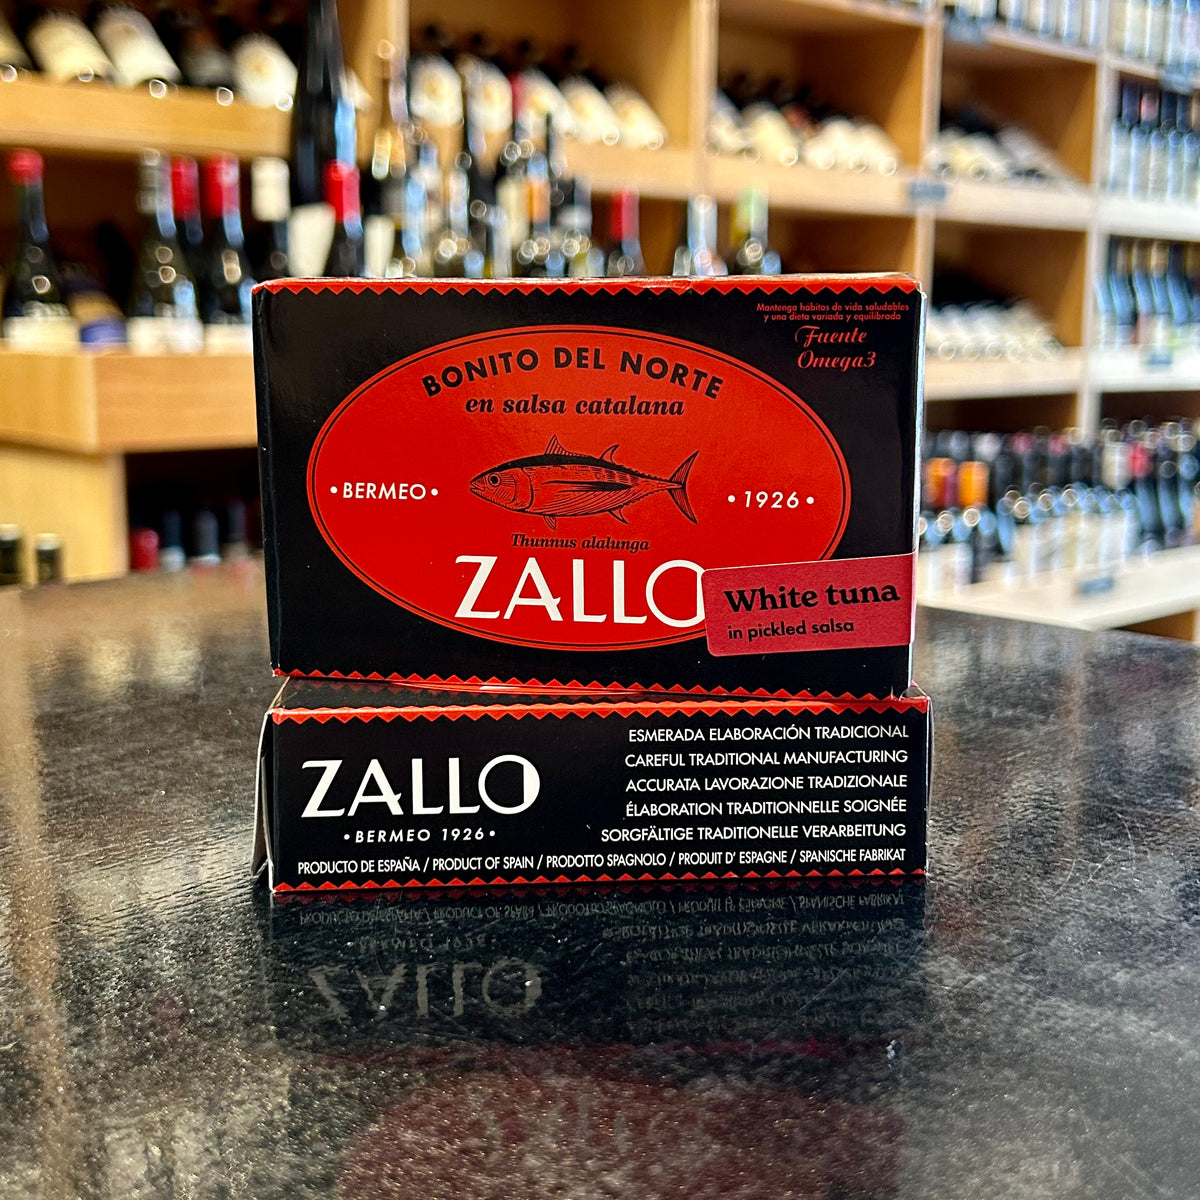 Mantenga hábitos de vida saludables
y una dieta variada y equilibrada
Fuente
Omega3
BONITO DEL NORTE
en salsa catalana
• BERMEO •
• 1926 •
Thunnus alalunga
ZALLO
White tuna
in pickled salsa
ZALLO
• BERMEO 1926 •
ESMERADA ELABORACIÓN TRADICIONAL
CAREFUL TRADITIONAL MANUFACTURING
ACCURATA LAVORAZIONE TRADIZIONALE
ÉLABORATION TRADITIONNELLE SOIGNÉE
SORGFÄLTIGE TRADITIONELLE VERARBEITUNG
PRODUCTO DE ESPAÑA / PRODUCT OF SPAIN / PRODOTTO SPAGNOLO / PRODUIT D' ESPAGNE / SPANISCHE FABRIKAT